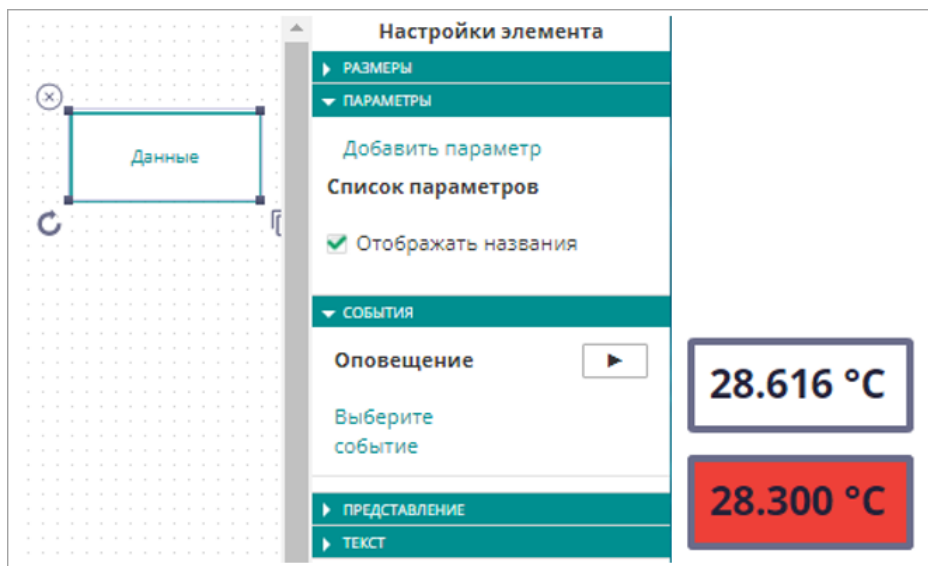 Данные
Настройки элемента
РАЗМЕРЫ
ПАРАМЕТРЫ
Добавить параметр
Список параметров
Отображать названия
СОБЫТИЯ
Оповещение
Выберите
событие
ПРЕДСТАВЛЕНИЕ
ТЕКСТ
28.616 °C
28.300 °C